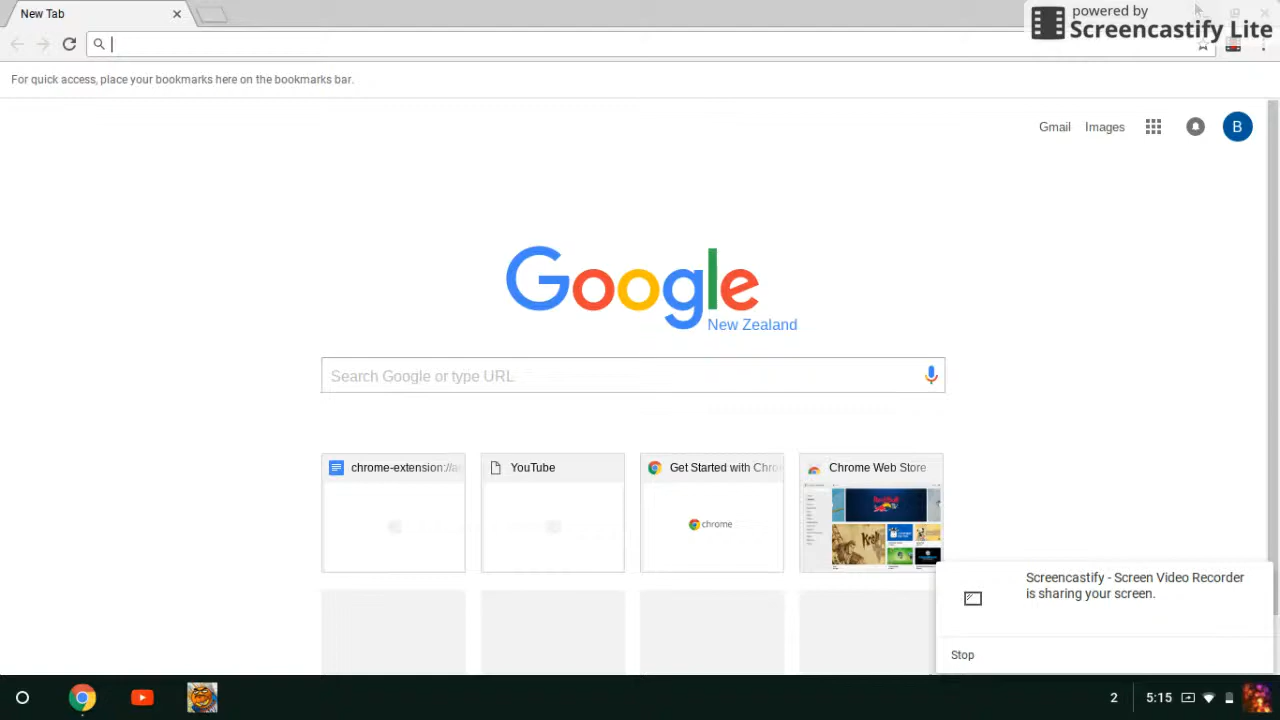 New Tab
powered by
Screencastify Lite
For quick access, place your bookmarks here on the bookmarks bar.
Gmail Images B
Google
New Zealand
Search Google or type URL
chrome-extension://a
YouTube
Get Started with Chro
Chrome Web Store
chrome
Screencastify - Screen Video Recorder
is sharing your screen.
Stop
2 5:15